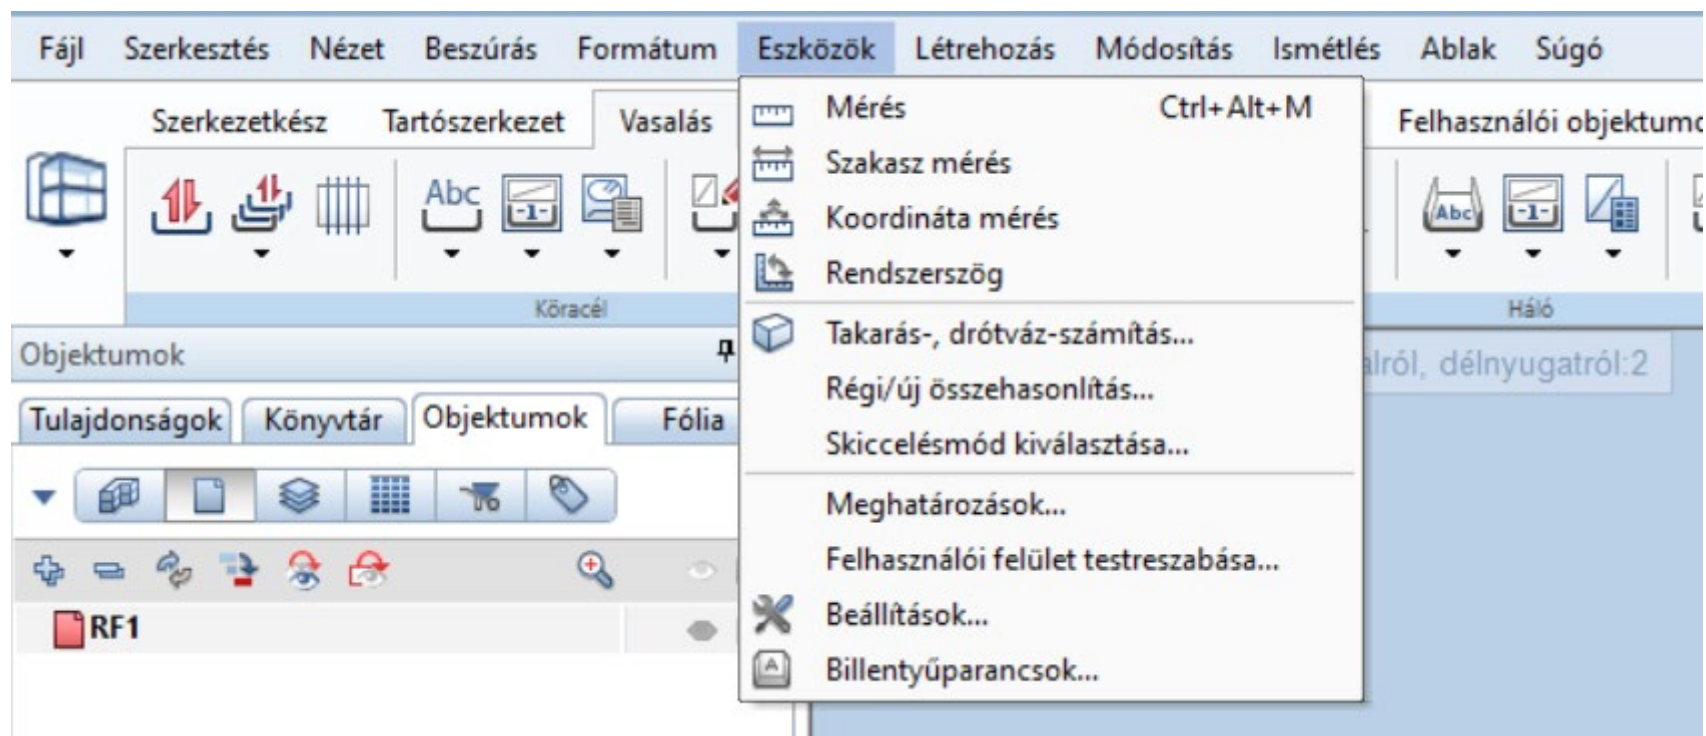 Fájl Szerkesztés Nézet Beszúrás Formátum Eszközök Létrehozás Módosítás Ismétlés Ablak Súgó
Szerkezetkész Tartószerkezet Vasalás
Felhasználói
Abc
-1-
Abc
-1-
Köracél
Háló
Mérés Ctrl+Alt+M
Szakasz mérés
Koordináta mérés
Rendszerszög
Takarás-, drótváz-számítás...
Régi/új összehasonlítás...
Skiccelésmód kiválasztása...
Meghatározások...
Felhasználói felület testreszabása...
Beállítások...
A
Billentyűparancsok...
délnyugatról:2
Objektumok
Tulajdonságok Könyvtár Objektumok Fólia
RF1